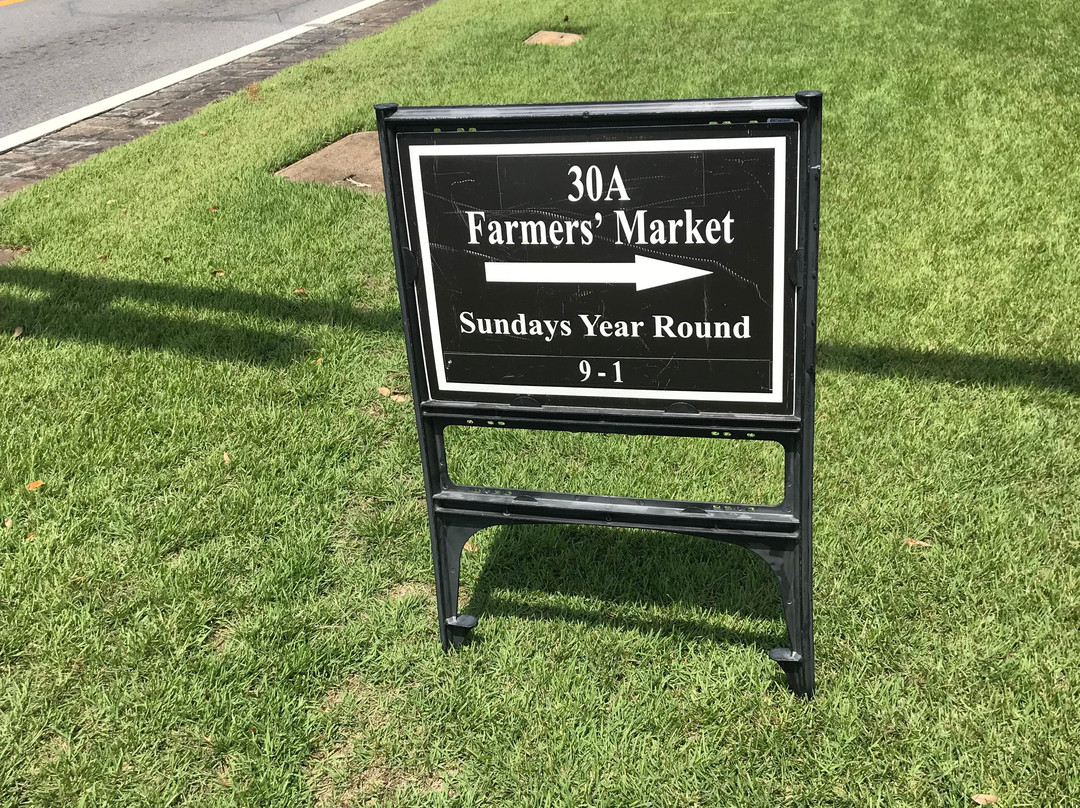 30A
Farmers’ Market
Sundays Year Round
9 - 1